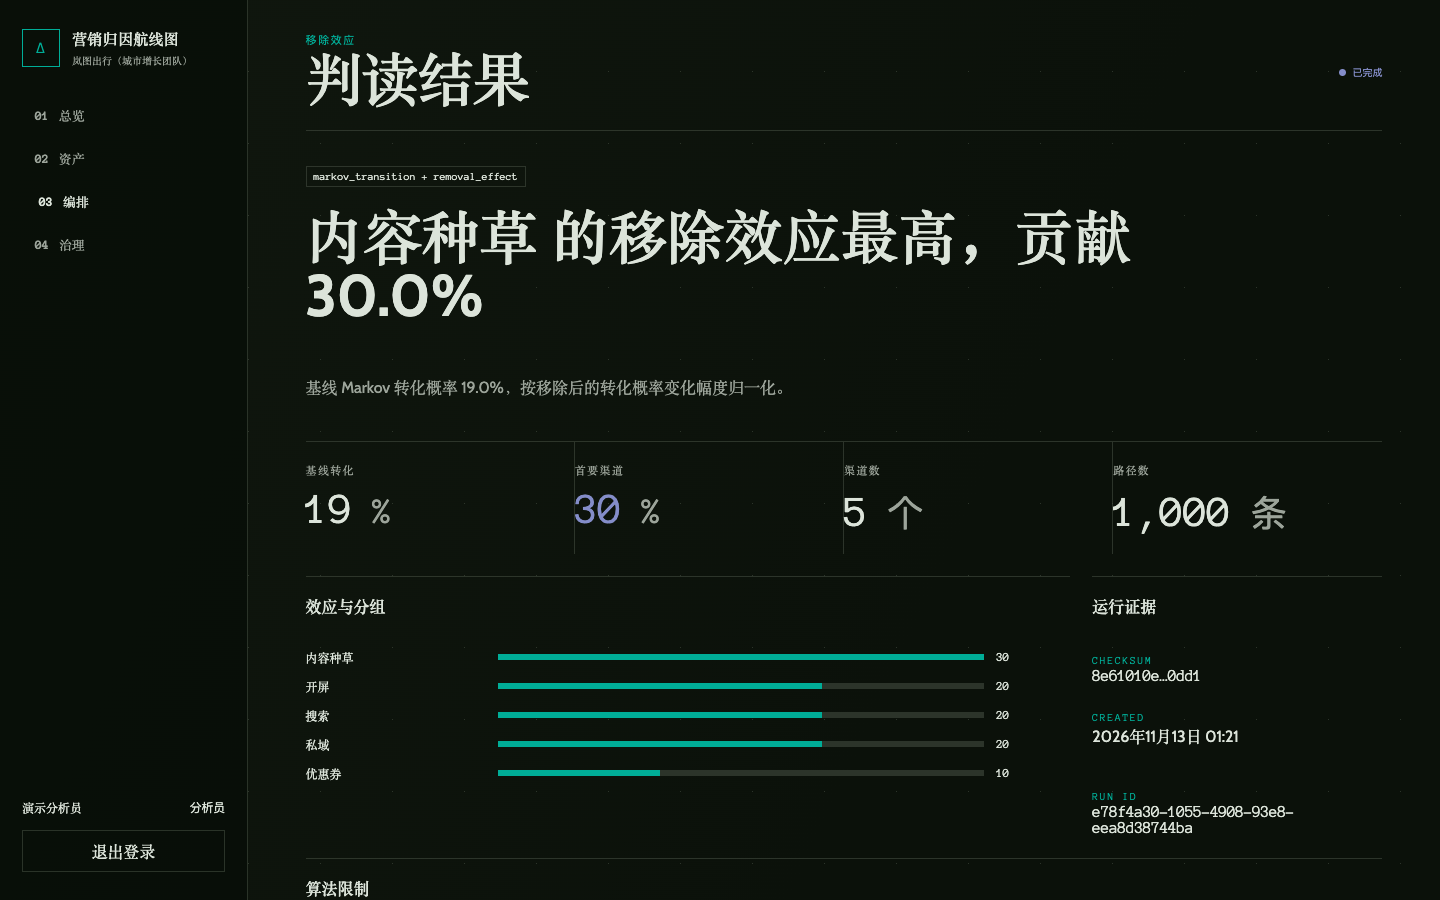 Δ
营销归因航线图
岚图出行（城市增长团队）
01 总览
02 资产
03 编排
04 治理
演示分析员 分析员
退出登录
移除效应
判读结果
已完成
markov_transition + removal_effect
内容种草 的移除效应最高，贡献
30.0%
基线 Markov 转化概率 19.0%，按移除后的转化概率变化幅度归一化。
基线转化
19 %
首要渠道
30 %
渠道数
5 个
路径数
1,000 条
效应与分组
内容种草 30
开屏 20
搜索 20
私域 20
优惠券 10
运行证据
CHECKSUM
8e61010e…0dd1
CREATED
2026年11月13日 01:21
RUN ID
e78f4a30-1055-4908-93e8-
eea8d38744ba
算法限制